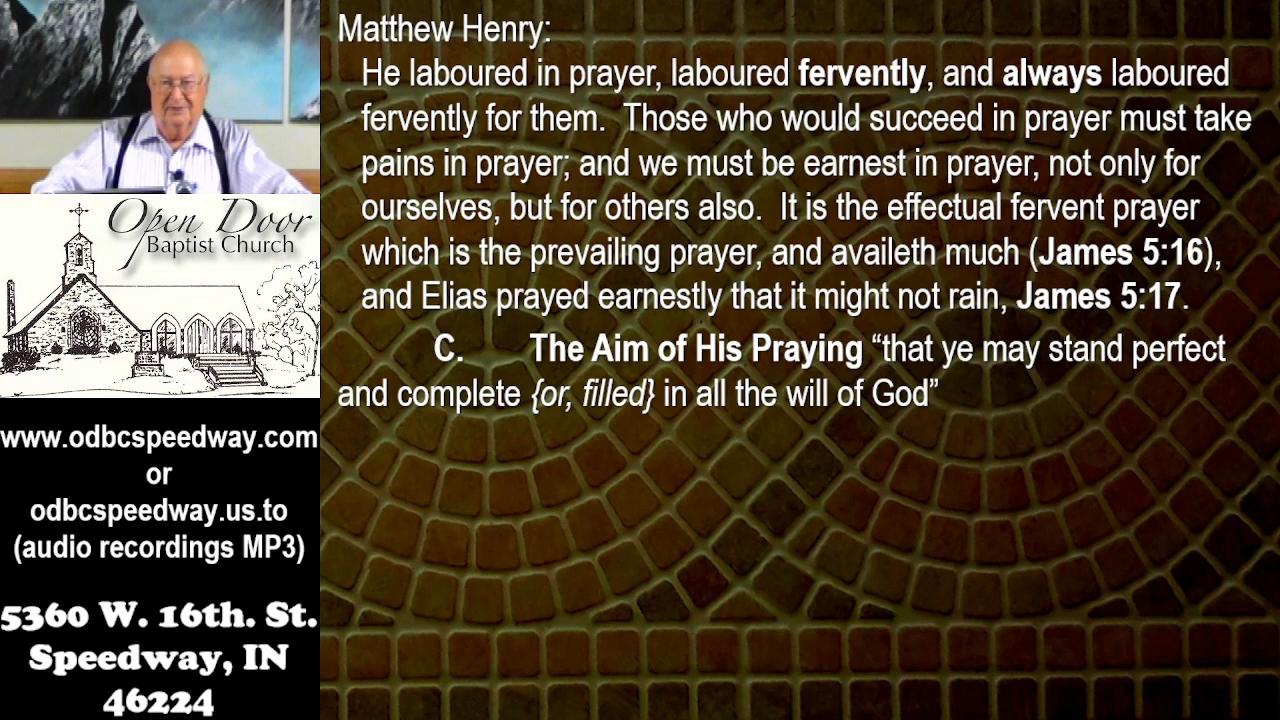 Matthew Henry:
He laboured in prayer, laboured fervently, and always laboured
fervently for them.  Those who would succeed in prayer must take
pains in prayer; and we must be earnest in prayer, not only for
ourselves, but for others also.  It is the effectual fervent prayer
which is the prevailing prayer, and availeth much (James 5:16),
and Elias prayed earnestly that it might not rain, James 5:17.
C. The Aim of His Praying “that ye may stand perfect
and complete {or, filled} in all the will of God”
Open Door
Baptist Church
www.odbcspeedway.com
or
odbcspeedway.us.to
(audio recordings MP3)
5360 W. 16th. St.
Speedway, IN
46224